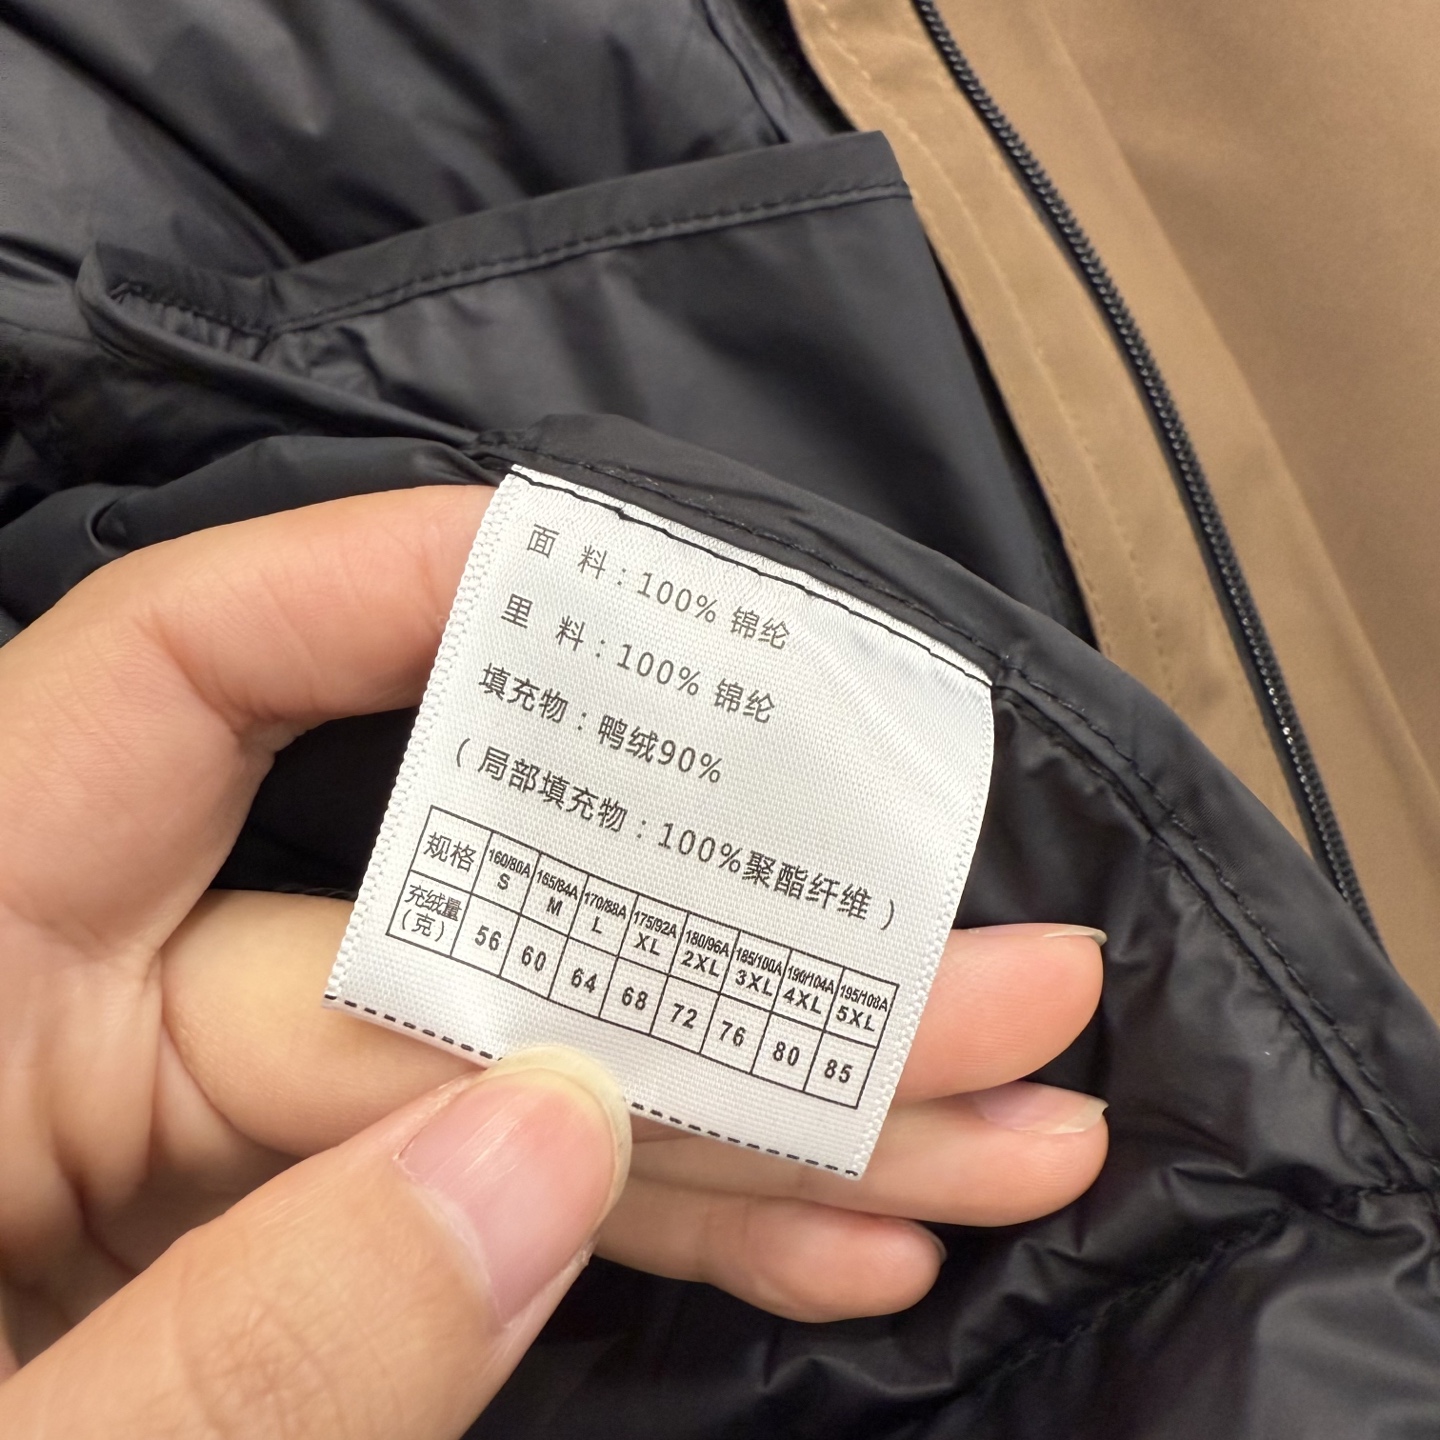 面 料：100% 锦纶
里 料：100% 锦纶
填充物：鸭绒90%
（局部填充物：100%聚酯纤维）
规格 160/80A 165/84A 170/88A 175/92A 180/96A 185/100A 190/104A 195/108A
S M L XL 2XL 3XL 4XL 5XL
充绒量 56 60 64 68 72 76 80 85
（克）